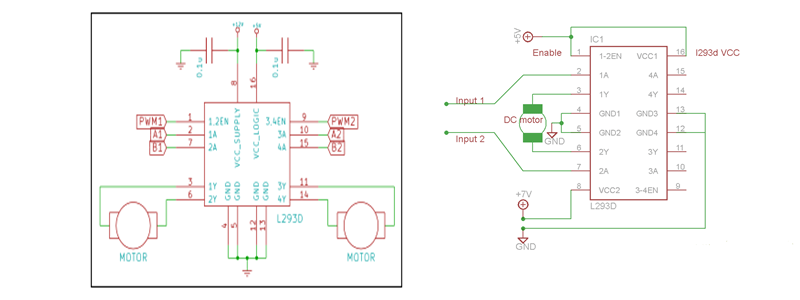 +12V +5V
0.1u 0.1u
8 16
VCC_SUPPLY VCC_LOGIC
PWM1 1 1,2EN 3,4EN 9 PWM2
A1 2 1A 3A 10 A2
B1 7 2A 4A 15 B2
3 1Y 3Y 11
6 2Y 4Y 14
GND GND GND GND
L293D
4 5 12 13
MOTOR MOTOR
+5V
IC1
Enable 1 1-2EN VCC1 16 l293d VCC
2 1A 4A 15
Input 1
3 1Y 4Y 14
DC motor
4 GND1 GND3 13
GND
5 GND2 GND4 12
Input 2
6 2Y 3Y 11
7 2A 3A 10
+7V
8 VCC2 3-4EN 9
L293D
GND